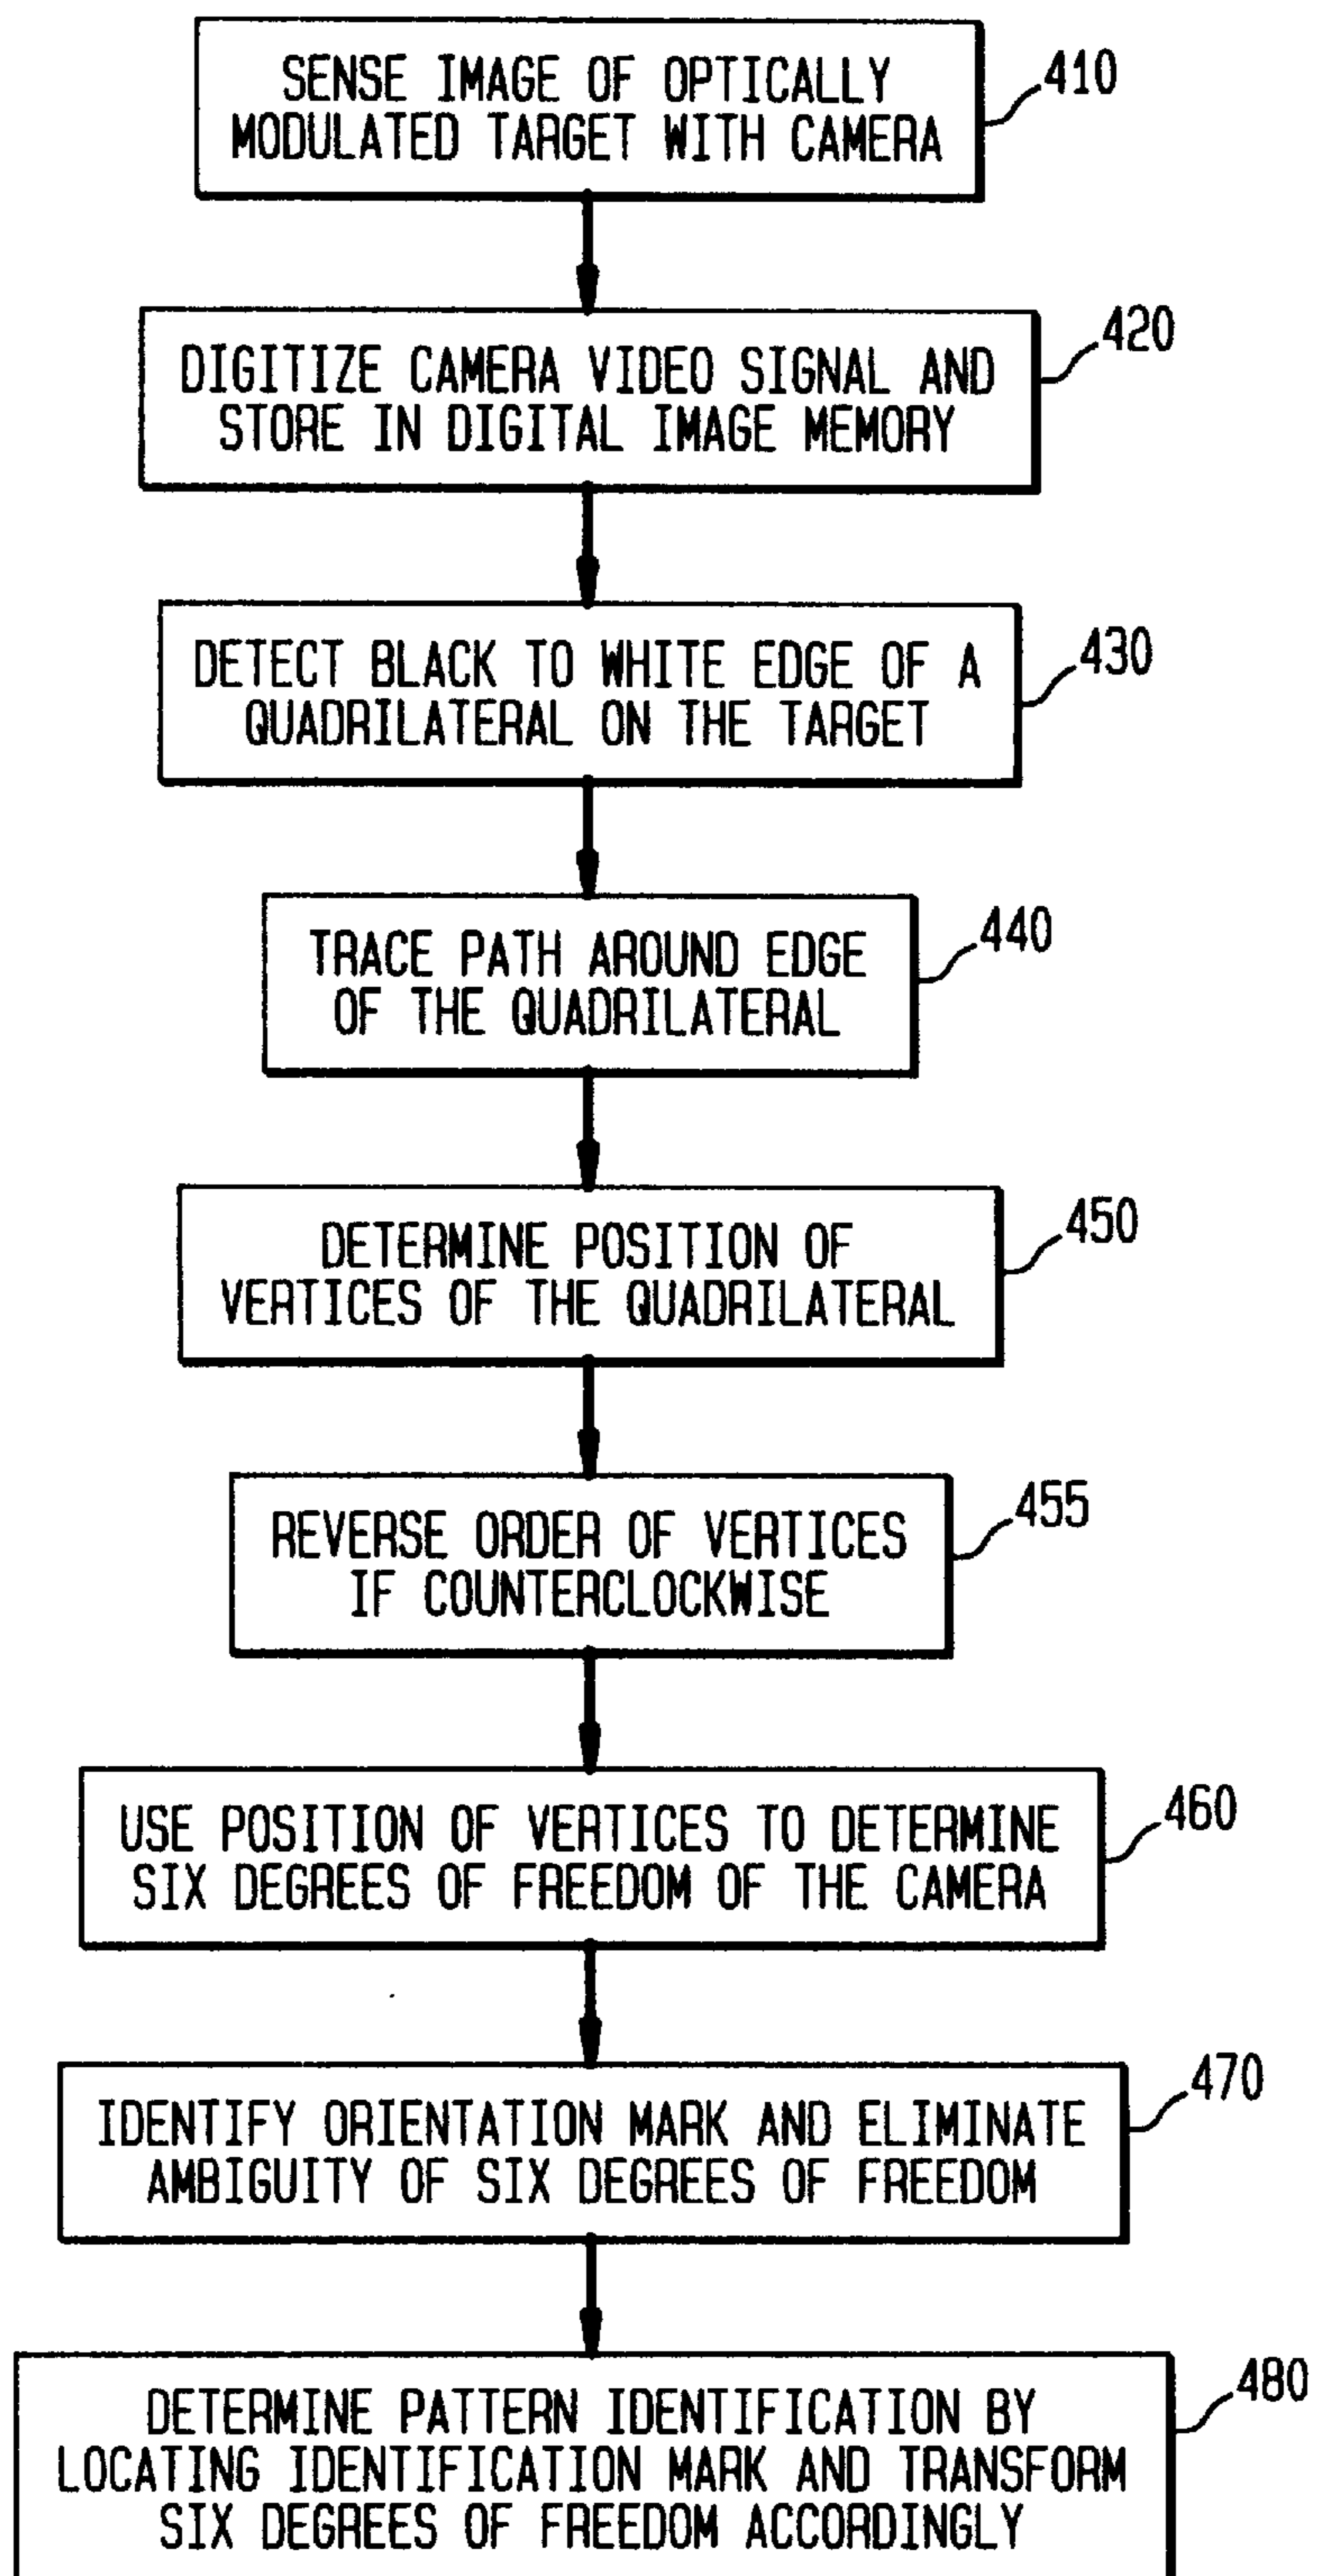 SENSE IMAGE OF OPTICALLY
MODULATED TARGET WITH CAMERA
410
DIGITIZE CAMERA VIDEO SIGNAL AND
STORE IN DIGITAL IMAGE MEMORY
420
DETECT BLACK TO WHITE EDGE OF A
QUADRILATERAL ON THE TARGET
430
TRACE PATH AROUND EDGE
OF THE QUADRILATERAL
440
DETERMINE POSITION OF
VERTICES OF THE QUADRILATERAL
450
REVERSE ORDER OF VERTICES
IF COUNTERCLOCKWISE
455
USE POSITION OF VERTICES TO DETERMINE
SIX DEGREES OF FREEDOM OF THE CAMERA
460
IDENTIFY ORIENTATION MARK AND ELIMINATE
AMBIGUITY OF SIX DEGREES OF FREEDOM
470
DETERMINE PATTERN IDENTIFICATION BY
LOCATING IDENTIFICATION MARK AND TRANSFORM
SIX DEGREES OF FREEDOM ACCORDINGLY
480